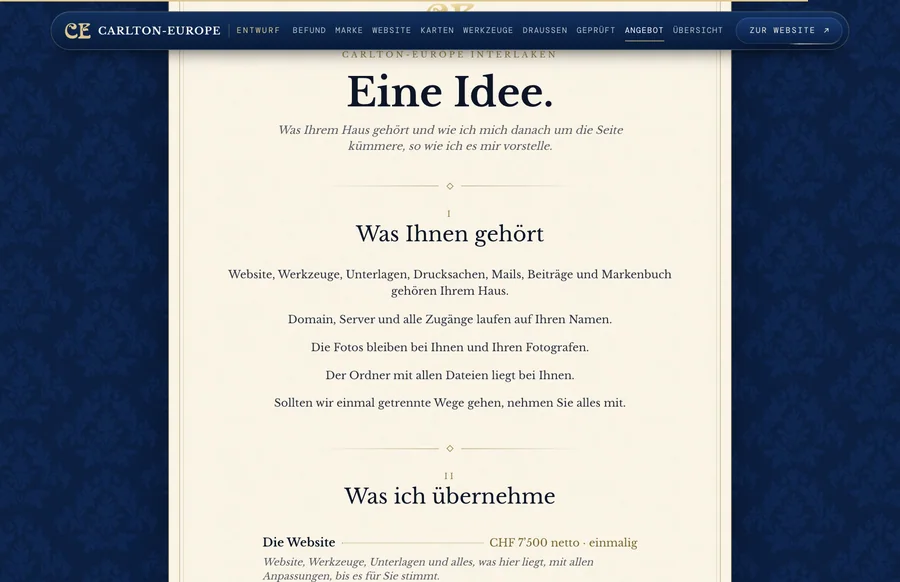 CE CARLTON-EUROPE ENTWURF BEFUND MARKE WEBSITE KARTEN WERKZEUGE DRAUSSEN GEPRÜFT ANGEBOT ÜBERSICHT ZUR WEBSITE ↗
CARLTON-EUROPE INTERLAKEN
Eine Idee.
Was Ihrem Haus gehört und wie ich mich danach um die Seite
kümmere, so wie ich es mir vorstelle.
I
Was Ihnen gehört
Website, Werkzeuge, Unterlagen, Drucksachen, Mails, Beiträge und Markenbuch
gehören Ihrem Haus.
Domain, Server und alle Zugänge laufen auf Ihren Namen.
Die Fotos bleiben bei Ihnen und Ihren Fotografen.
Der Ordner mit allen Dateien liegt bei Ihnen.
Sollten wir einmal getrennte Wege gehen, nehmen Sie alles mit.
II
Was ich übernehme
Die Website CHF 7'500 netto · einmalig
Website, Werkzeuge, Unterlagen und alles, was hier liegt, mit allen
Anpassungen, bis es für Sie stimmt.